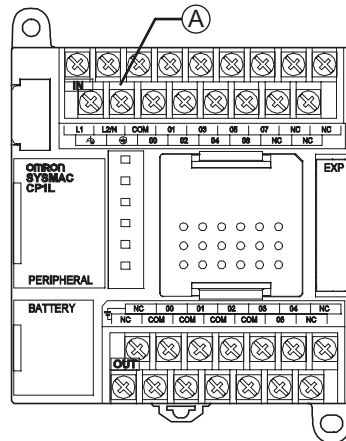 A
IN
L1 L2/N COM 01 03 05 07 NC NC
00 02 04 06 NC NC
OMRON
SYSMAC
CP1L
EXP
PERIPHERAL
BATTERY
NC 00 01 02 03 04 NC
NC COM COM COM COM 05 NC
OUT